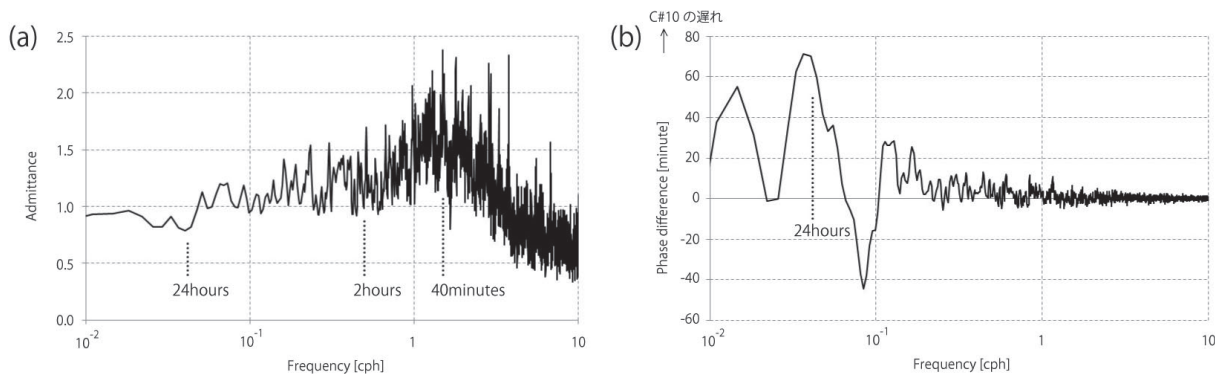 (a)
2.5
2.0
1.5
1.0
0.5
0.0
Admittance
24hours
2hours
40minutes
10-2
10-1
1
10
Frequency [cph]
(b)
C#10 の遅れ
80
60
40
20
0
-20
-40
-60
Phase difference [minute]
24hours
10-2
10-1
1
10
Frequency [cph]